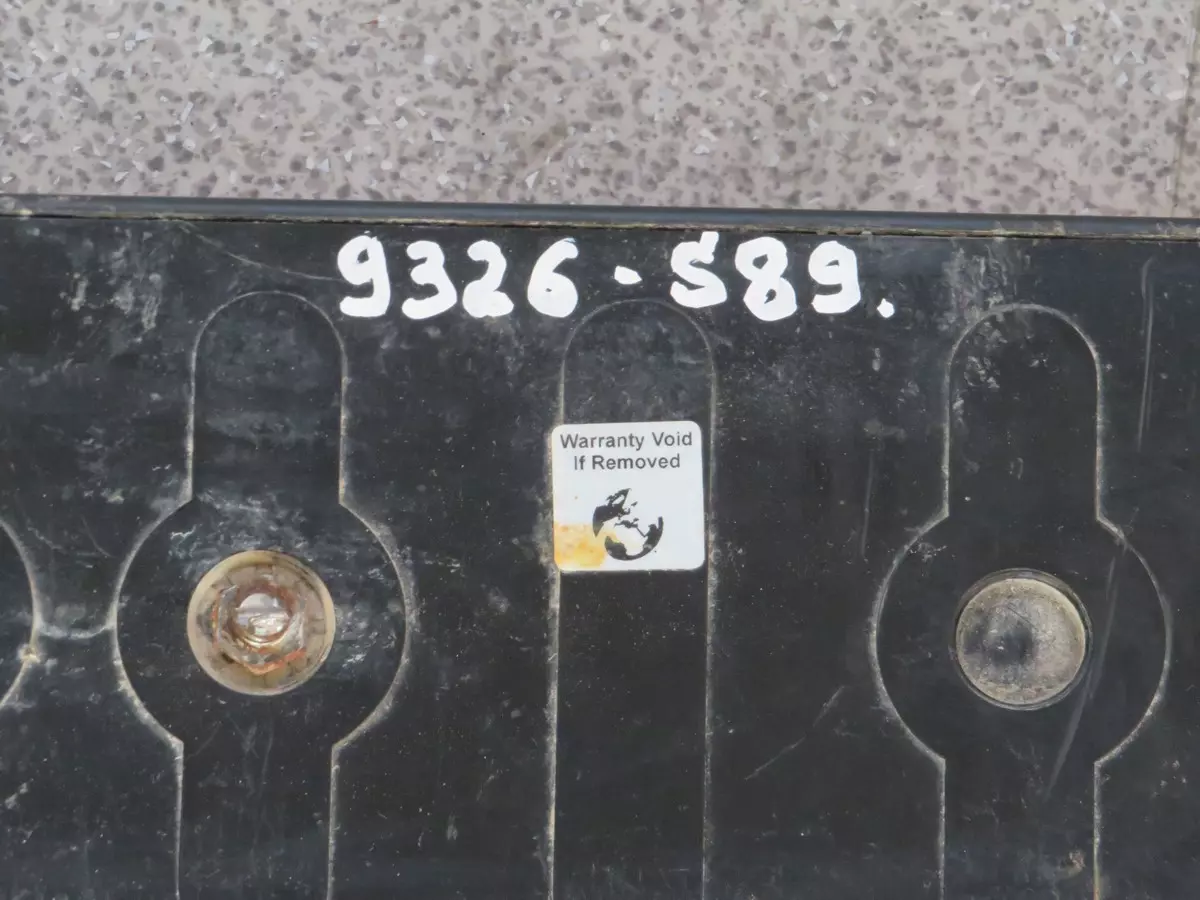 9326-S89.
Warranty Void
If Removed